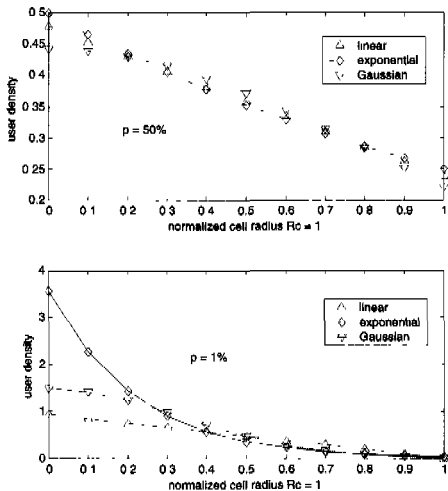 0.5
0.45
0.4
0.35
0.3
0.25
0.2
user density
linear
exponential
Gaussian
p = 50%
0 0 1 0 2 0.3 0 4 0.5 0 6 0.7 0 8 0.9 1
normalized cell radius Rc = 1
4
3
2
1
0
user density
linear
exponential
Gaussian
p = 1%
0 0 1 0 2 0 3 0.4 0 5 0 6 0 7 0 8 0 9 1
normalized cell radius Rc = 1